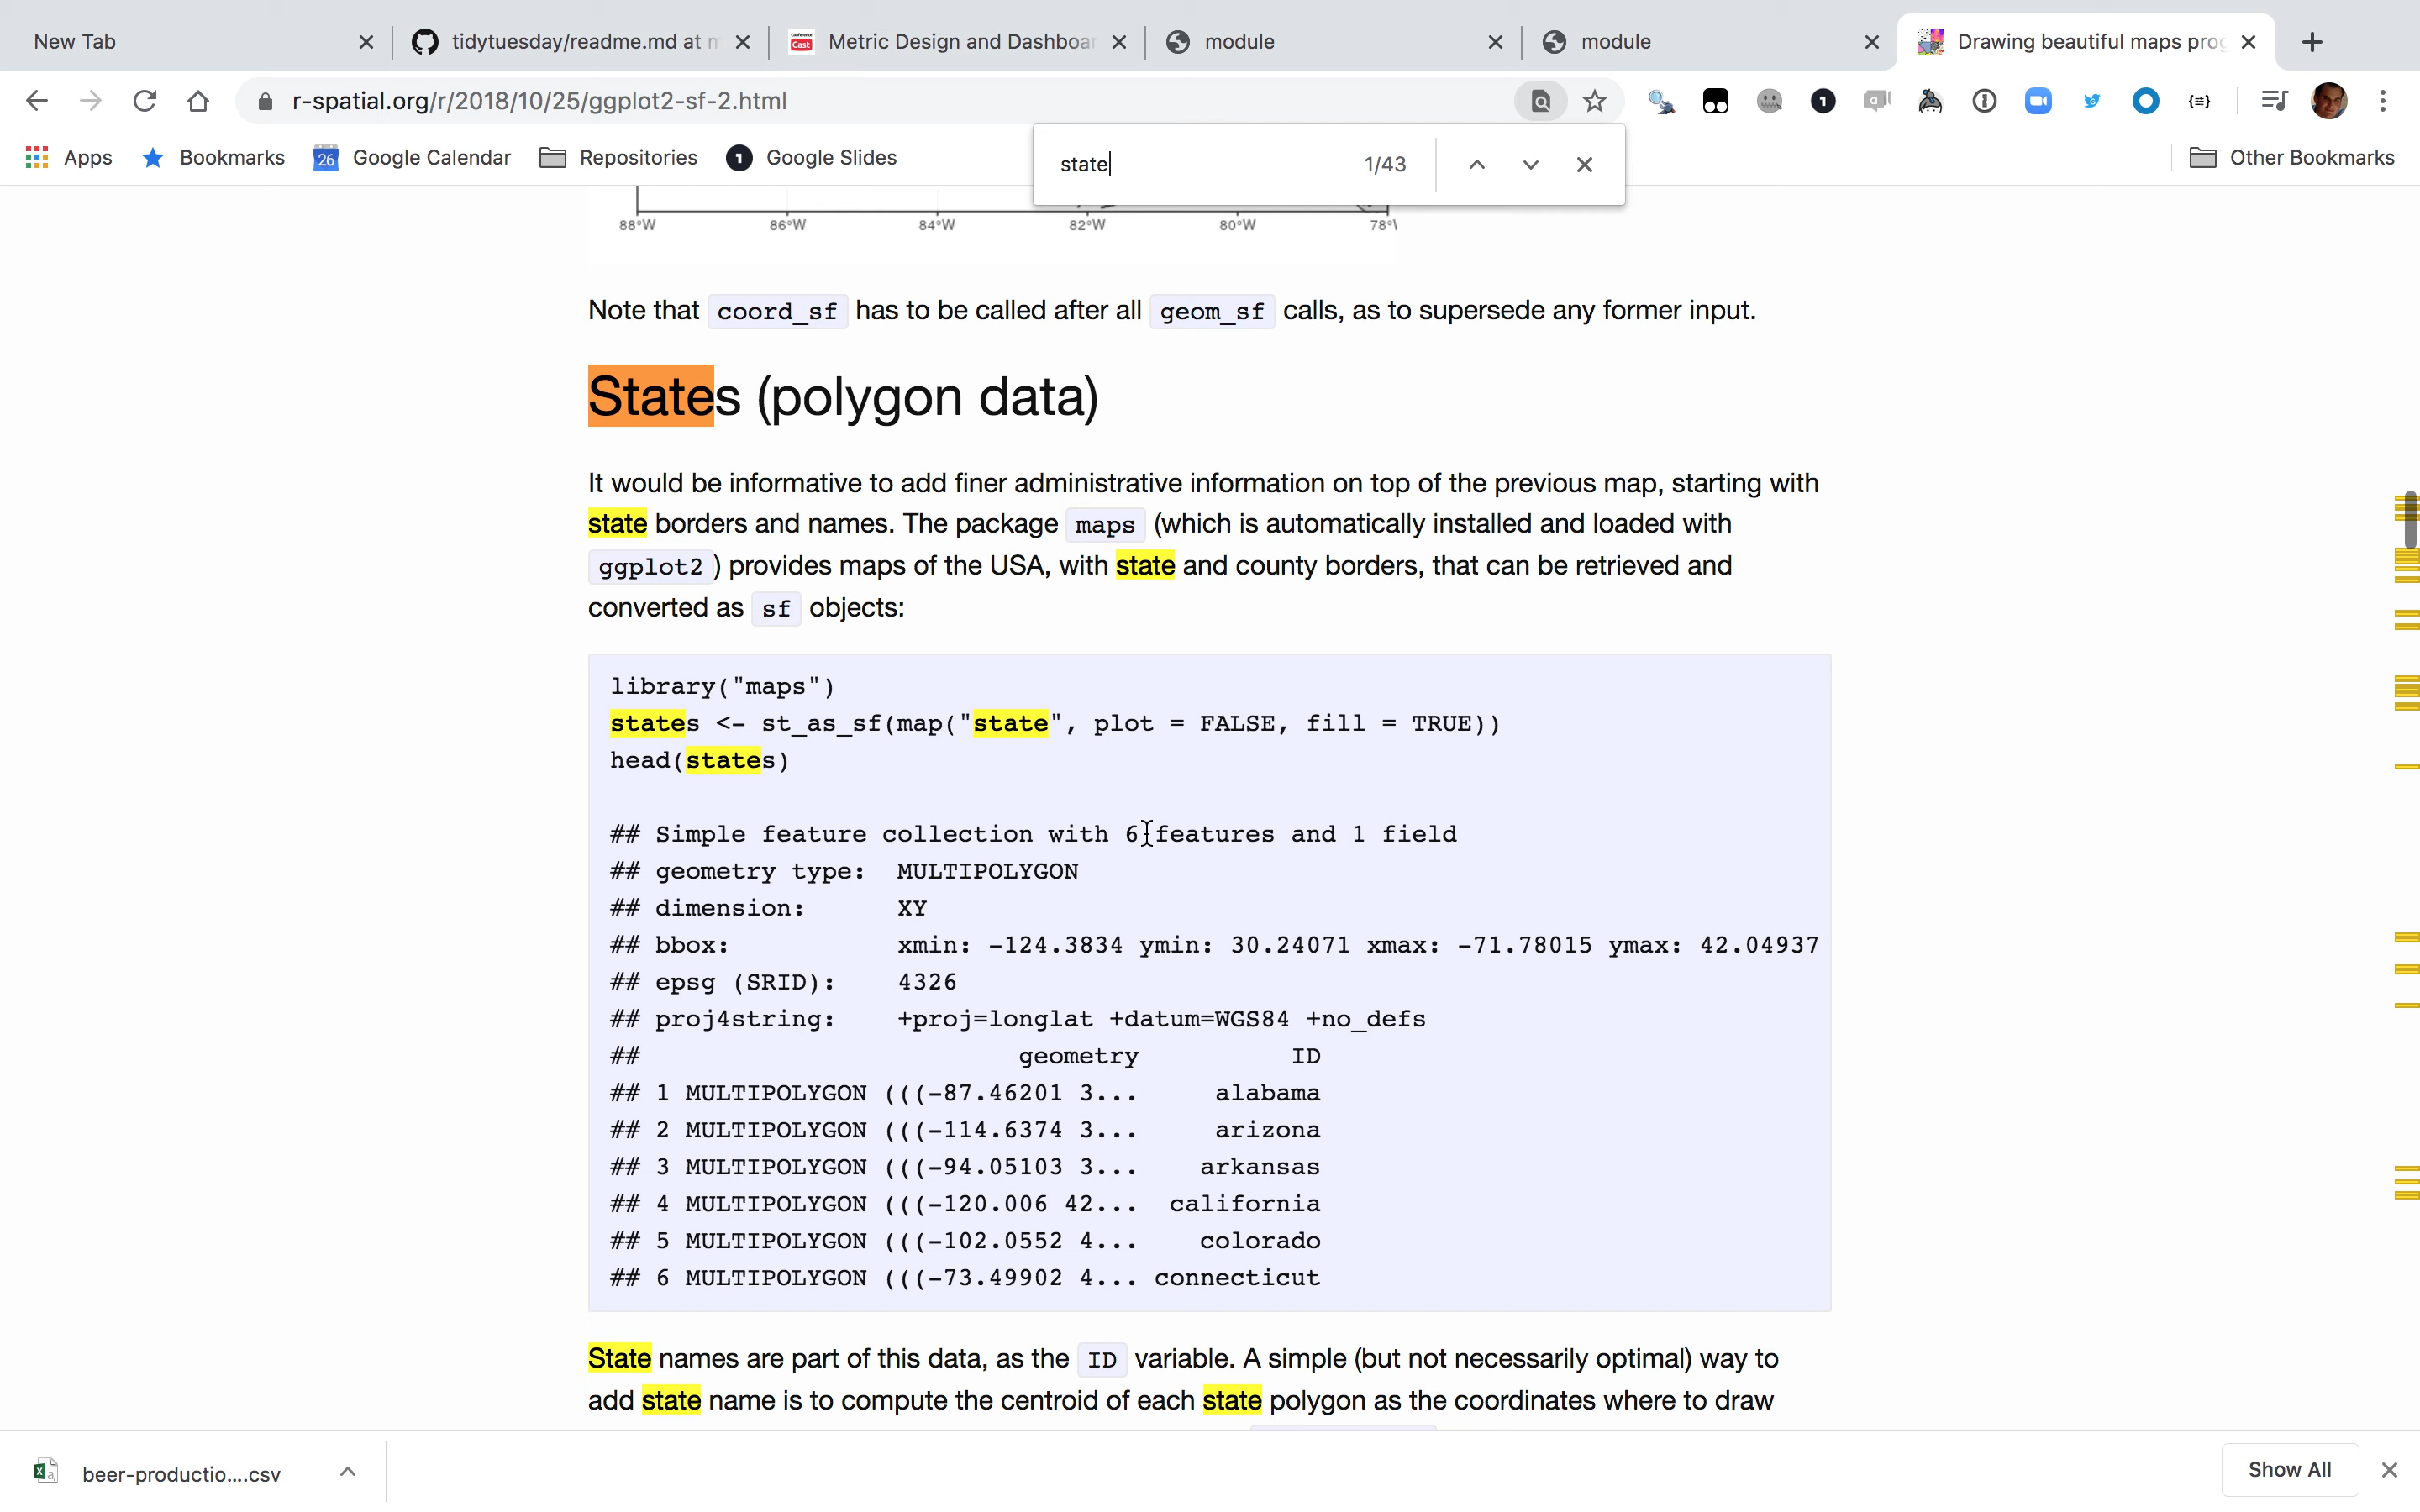 New Tab
tidytuesday/readme.md at m
Metric Design and Dashboar
module
module
Drawing beautiful maps prog
r-spatial.org/r/2018/10/25/ggplot2-sf-2.html
Apps
Bookmarks
26 Google Calendar
Repositories
1 Google Slides
Other Bookmarks
state
1/43
88°W 86°W 84°W 82°W 80°W 78°
Note that coord_sf has to be called after all geom_sf calls, as to supersede any former input.
States (polygon data)
It would be informative to add finer administrative information on top of the previous map, starting with
state borders and names. The package maps (which is automatically installed and loaded with
ggplot2 ) provides maps of the USA, with state and county borders, that can be retrieved and
converted as sf objects:
library("maps")
states <- st_as_sf(map("state", plot = FALSE, fill = TRUE))
head(states)
## Simple feature collection with 6 features and 1 field
## geometry type:  MULTIPOLYGON
## dimension:      XY
## bbox:           xmin: -124.3834 ymin: 30.24071 xmax: -71.78015 ymax: 42.04937
## epsg (SRID):    4326
## proj4string:    +proj=longlat +datum=WGS84 +no_defs
##                         geometry          ID
## 1 MULTIPOLYGON (((-87.46201 3...     alabama
## 2 MULTIPOLYGON (((-114.6374 3...     arizona
## 3 MULTIPOLYGON (((-94.05103 3...    arkansas
## 4 MULTIPOLYGON (((-120.006 42...  california
## 5 MULTIPOLYGON (((-102.0552 4...    colorado
## 6 MULTIPOLYGON (((-73.49902 4... connecticut
State names are part of this data, as the ID variable. A simple (but not necessarily optimal) way to
add state name is to compute the centroid of each state polygon as the coordinates where to draw
beer-productio....csv
Show All